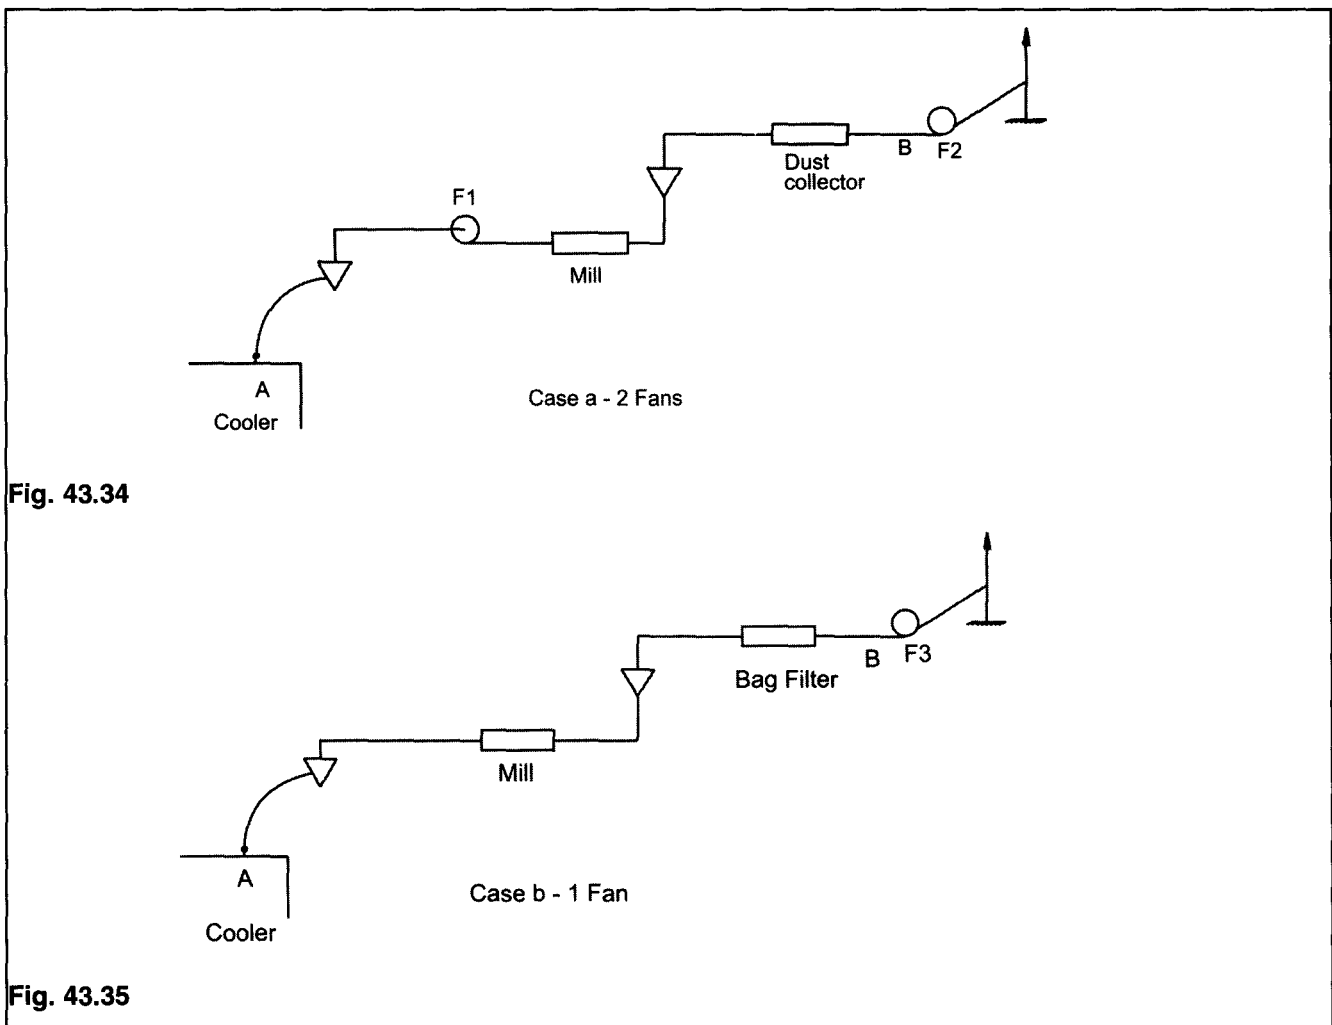 B
F2
Dust
collector
F1
Mill
A
Cooler
Case a - 2 Fans
Fig. 43.34
B
F3
Bag Filter
Mill
A
Case b - 1 Fan
Cooler
Fig. 43.35